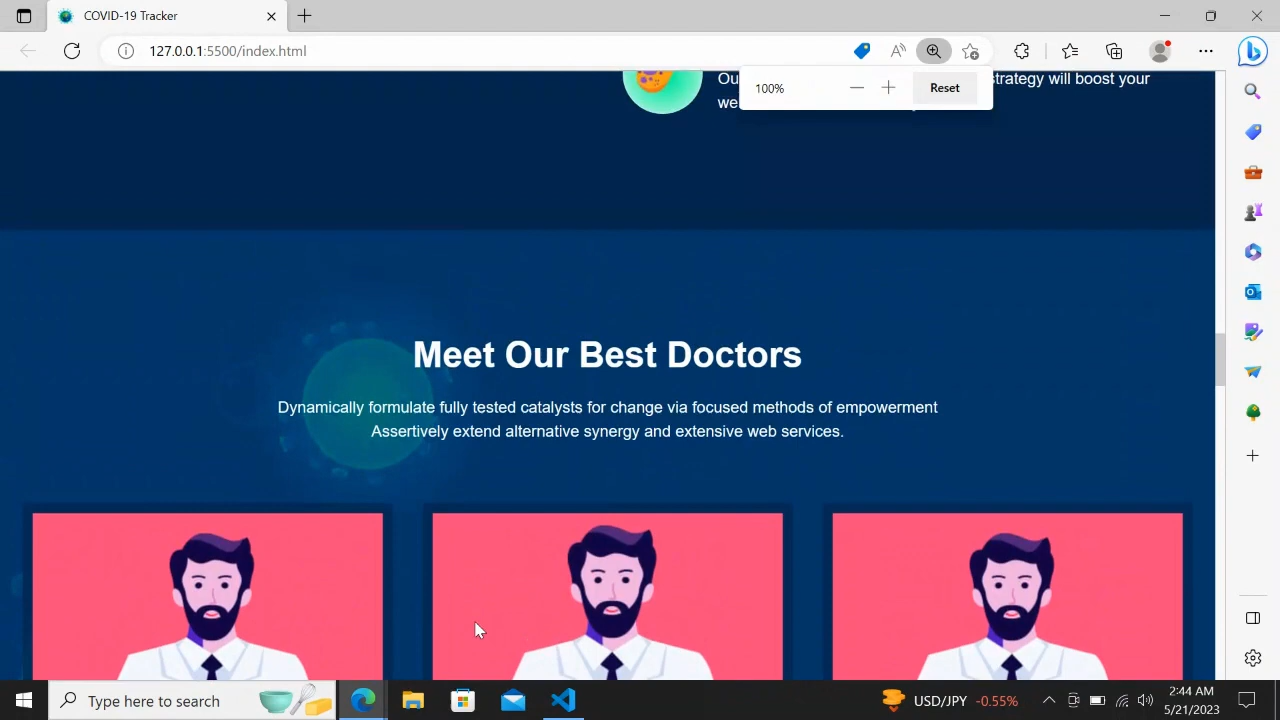 COVID-19 Tracker
127.0.0.1:5500/index.html
100%
Reset
Ou
strategy will boost your
we
Meet Our Best Doctors
Dynamically formulate fully tested catalysts for change via focused methods of empowerment
Assertively extend alternative synergy and extensive web services.
Type here to search
USD/JPY -0.55%
2:44 AM
5/21/2023